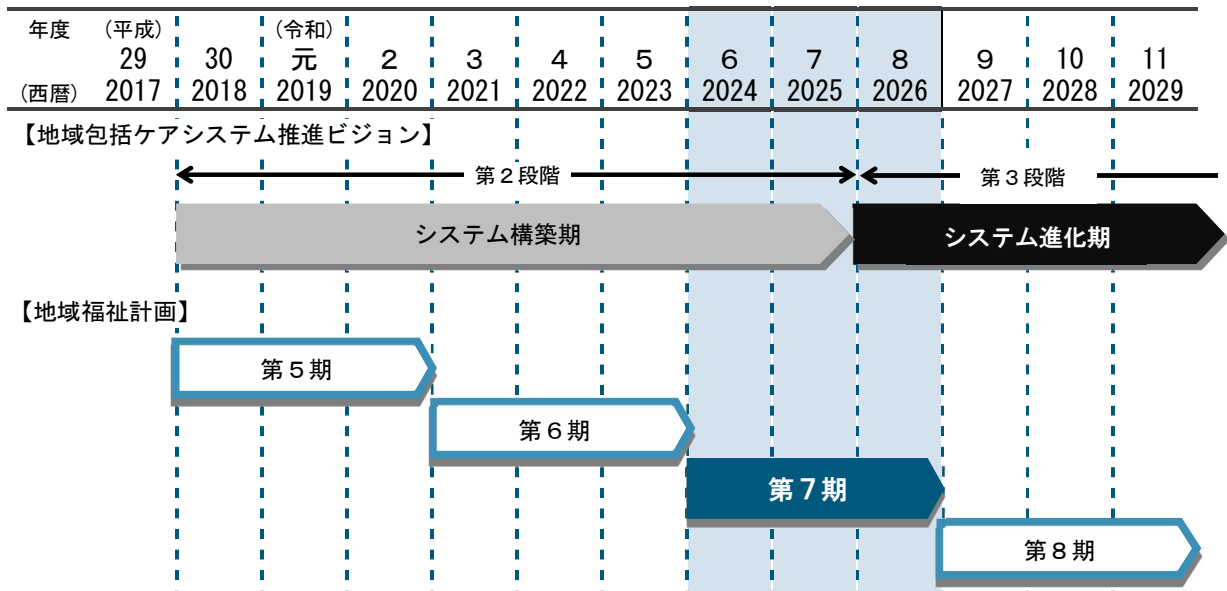 年度 (平成) (令和)
29 30 元 2 3 4 5 6 7 8 9 10 11
(西暦) 2017 2018 2019 2020 2021 2022 2023 2024 2025 2026 2027 2028 2029
【地域包括ケアシステム推進ビジョン】
第2段階 第3段階
システム構築期 システム進化期
【地域福祉計画】
第5期
第6期
第7期
第8期